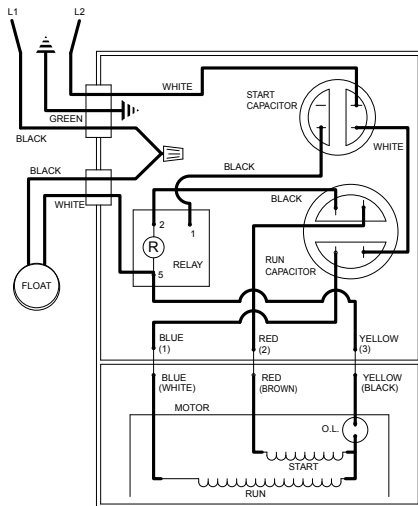 L1
L2
WHITE
START
CAPACITOR
GREEN
BLACK
WHITE
BLACK
BLACK
BLACK
WHITE
2
1
R
RELAY
RUN
CAPACITOR
5
FLOAT
BLUE
(1)
RED
(2)
YELLOW
(3)
BLUE
(WHITE)
RED
(BROWN)
YELLOW
(BLACK)
MOTOR
O.L.
START
RUN